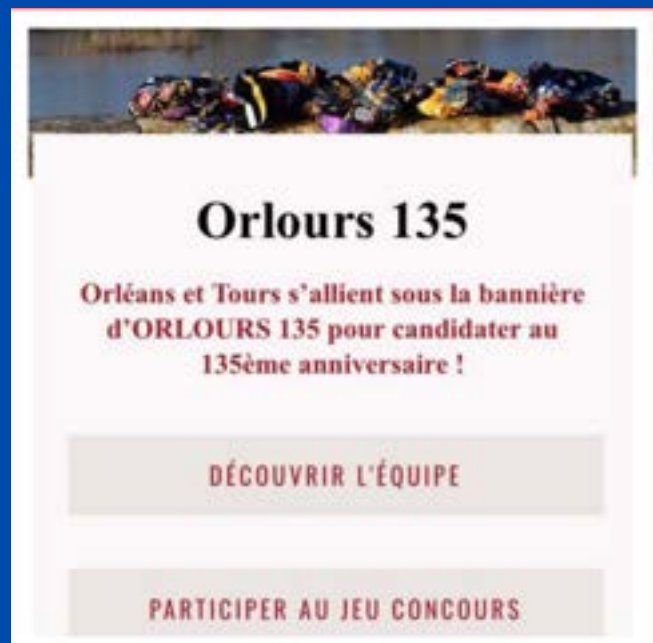 Orlours 135
Orléans et Tours s’allient sous la bannière
d’ORLOURS 135 pour candidater au
135ème anniversaire !
DÉCOUVRIR L'ÉQUIPE
PARTICIPER AU JEU CONCOURS